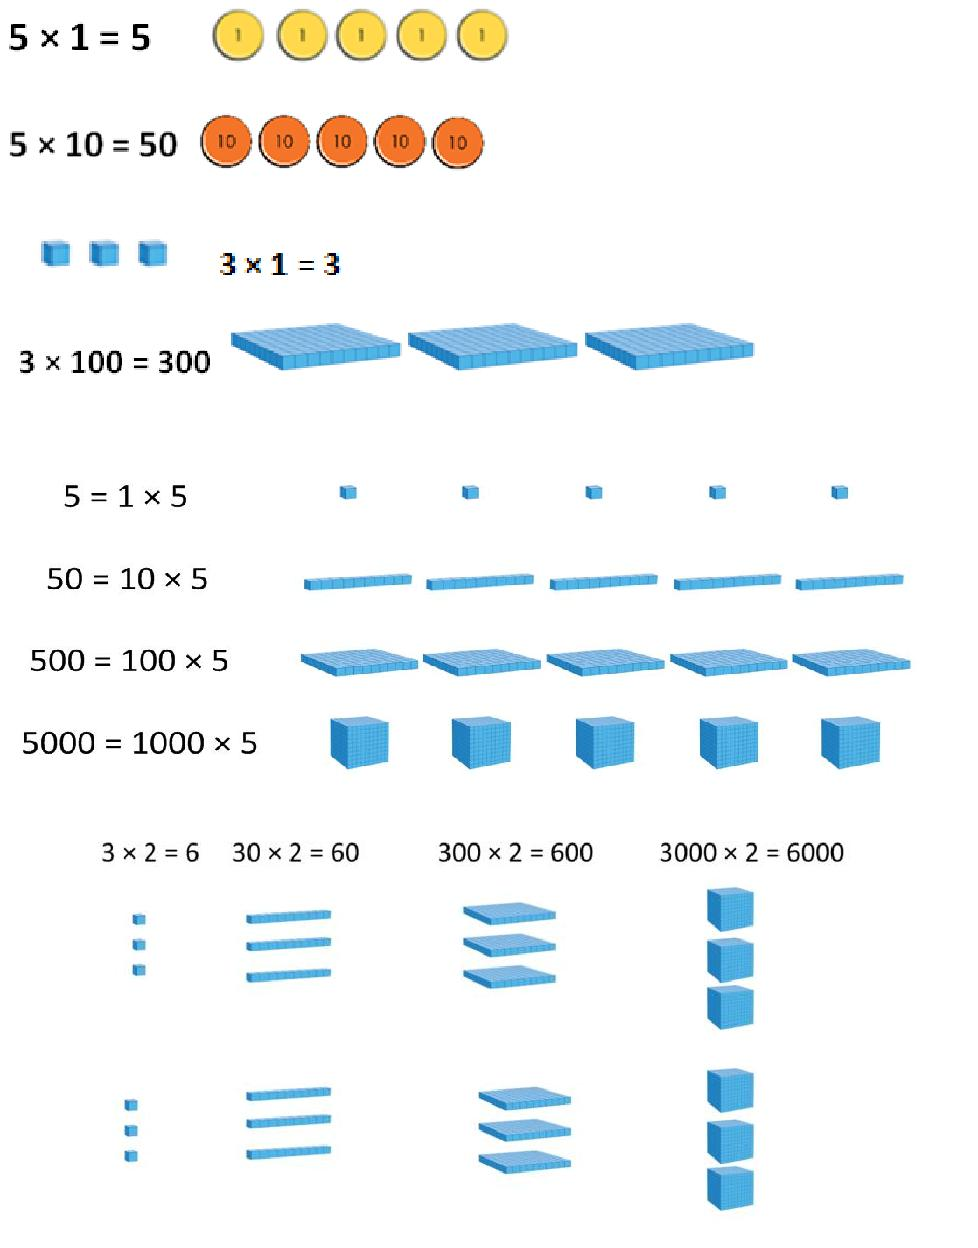 5 × 1 = 5 1 1 1 1 1
5 × 10 = 50 10 10 10 10 10
3 × 1 = 3
3 × 100 = 300
5 = 1 × 5
50 = 10 × 5
500 = 100 × 5
5000 = 1000 × 5
3 × 2 = 6 30 × 2 = 60 300 × 2 = 600 3000 × 2 = 6000